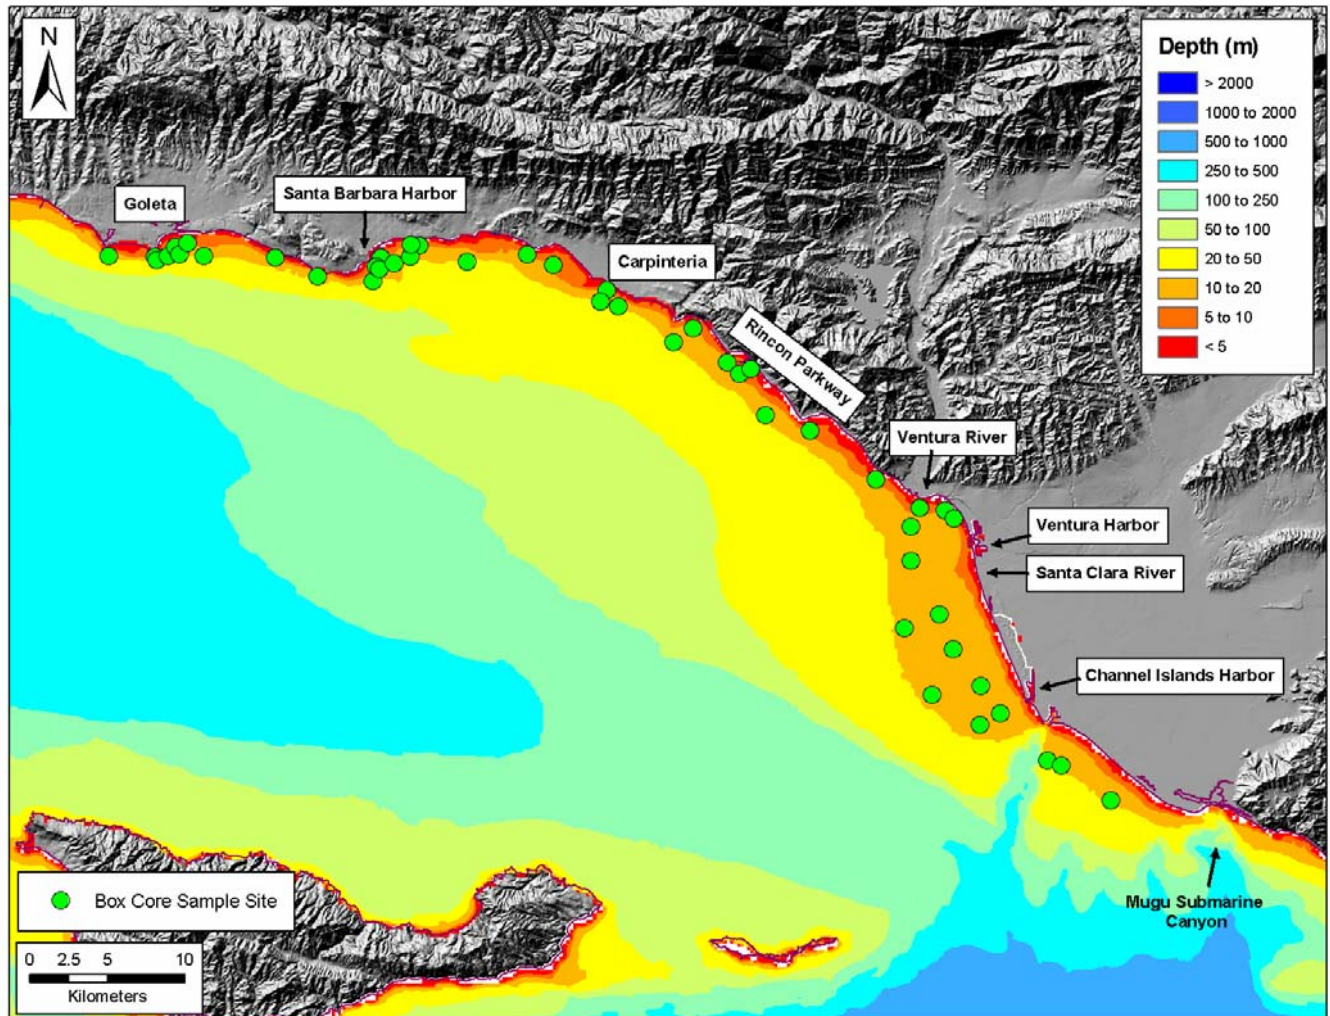 N
Depth (m)
> 2000
1000 to 2000
500 to 1000
250 to 500
100 to 250
50 to 100
20 to 50
10 to 20
5 to 10
< 5
Goleta
Santa Barbara Harbor
Carpinteria
Rincon Parkway
Ventura River
Ventura Harbor
Santa Clara River
Channel Islands Harbor
Mugu Submarine
Canyon
Box Core Sample Site
0 2.5 5 10
Kilometers